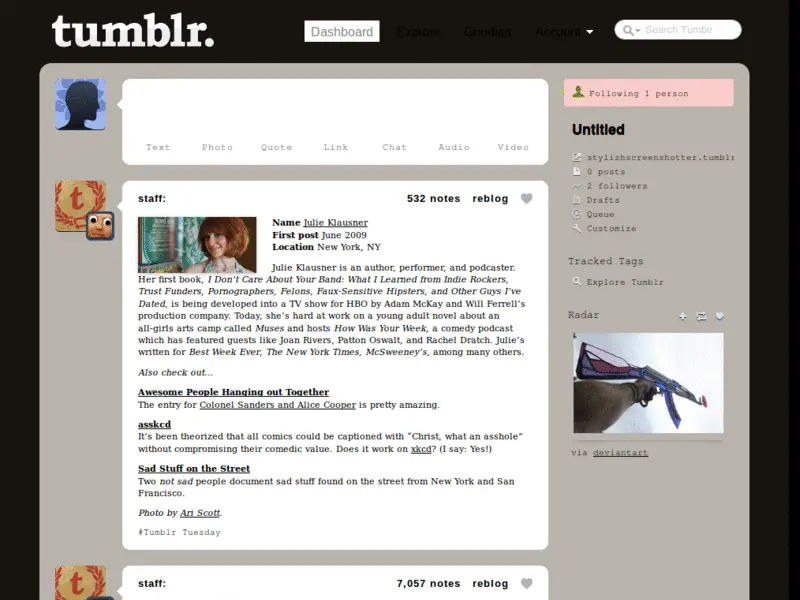 tumblr.
Dashboard Explore Goodies Account Search Tumblr
Text Photo Quote Link Chat Audio Video
staff: 532 notes reblog
Name Julie Klausner
First post June 2009
Location New York, NY
Julie Klausner is an author, performer, and podcaster.
Her first book, I Don't Care About Your Band: What I Learned from Indie Rockers,
Trust Funders, Pornographers, Felons, Faux-Sensitive Hipsters, and Other Guys I've
Dated, is being developed into a TV show for HBO by Adam McKay and Will Ferrell's
production company. Today, she's hard at work on a young adult novel about an
all-girls arts camp called Muses and hosts How Was Your Week, a comedy podcast
which has featured guests like Joan Rivers, Patton Oswalt, and Rachel Dratch. Julie's
written for Best Week Ever, The New York Times, McSweeney's, among many others.
Also check out...
Awesome People Hanging out Together
The entry for Colonel Sanders and Alice Cooper is pretty amazing.
asskcd
It's been theorized that all comics could be captioned with “Christ, what an asshole”
without compromising their comedic value. Does it work on xkcd? (I say: Yes!)
Sad Stuff on the Street
Two not sad people document sad stuff found on the street from New York and San
Francisco.
Photo by Ari Scott.
#Tumblr Tuesday
staff: 7,057 notes reblog
Following 1 person
Untitled
stylishscreenshotter.tumblr
0 posts
2 followers
Drafts
Queue
Customize
Tracked Tags
Explore Tumblr
Radar
via deviantart